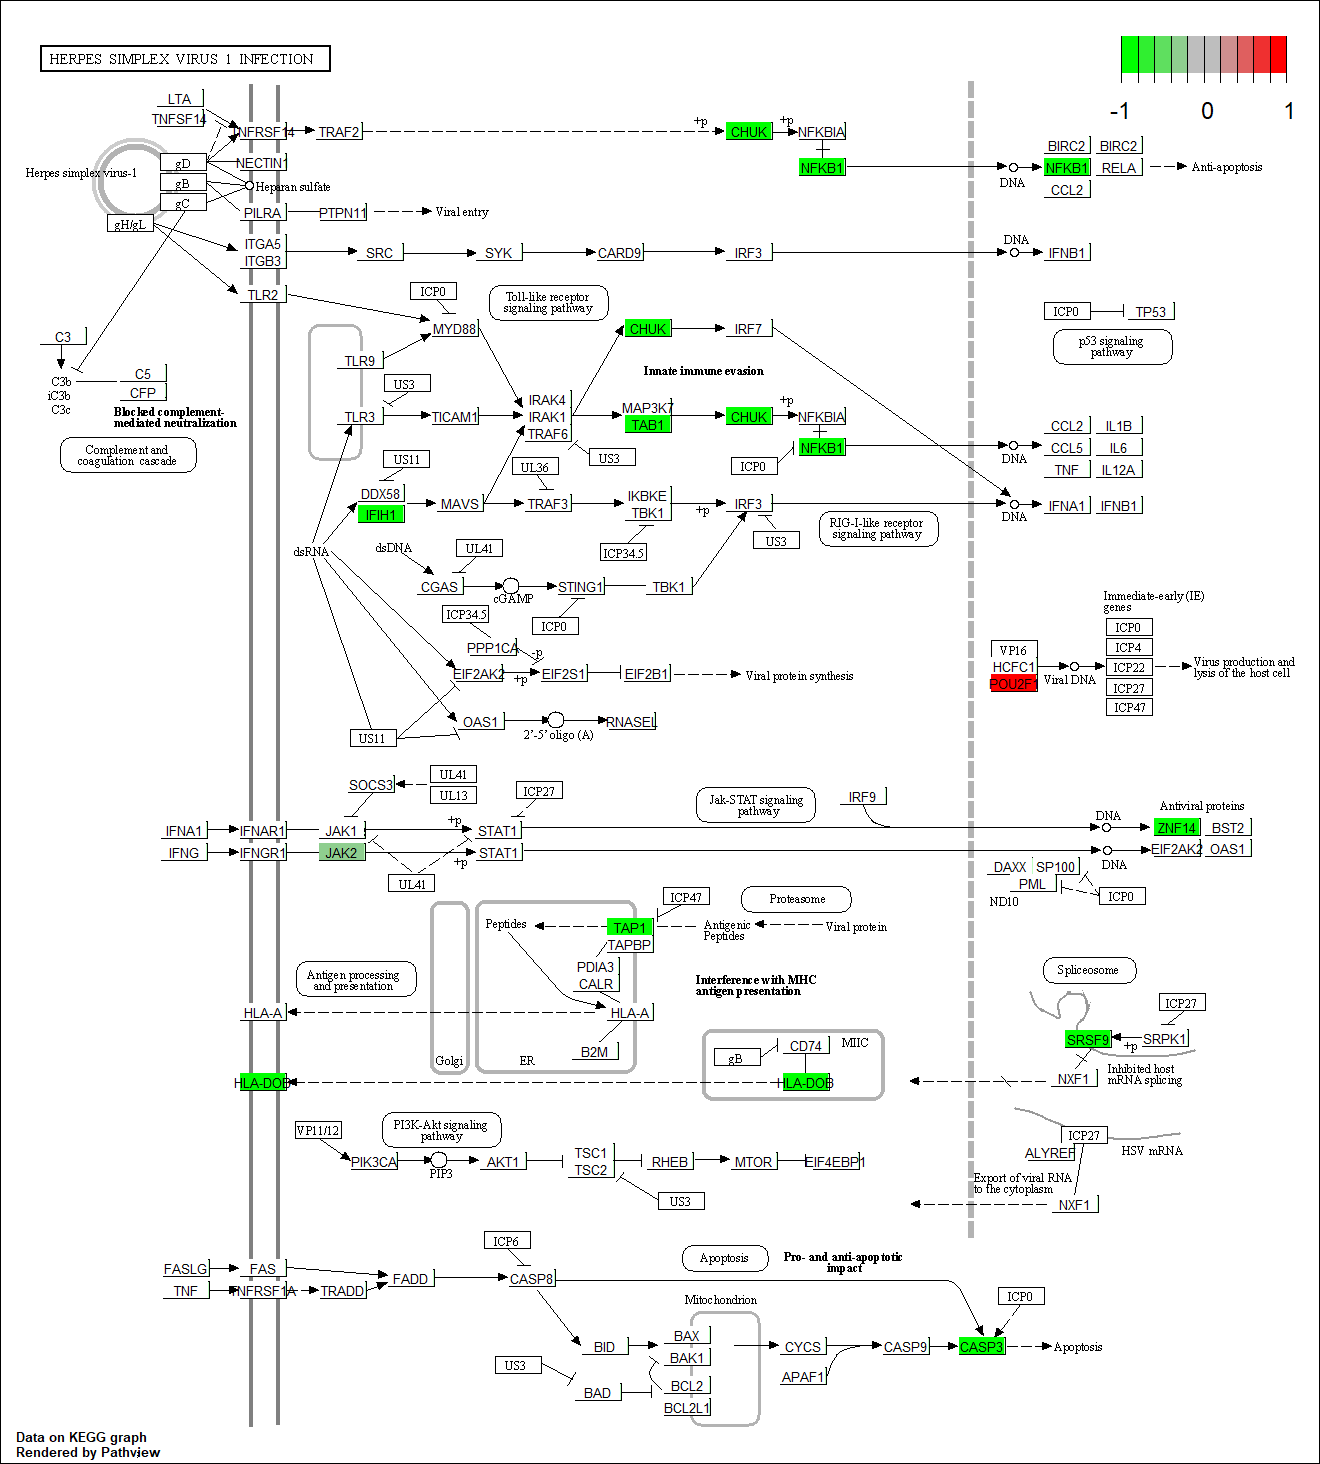 HERPES SIMPLEX VIRUS 1 INFECTION
-1 0 1
LTA
TNFSF14
TNFRSF14
TRAF2
+p
CHUK
+p
NFKBIA
NFKB1
DNA
BIRC2
BIRC2
NFKB1
RELA
CCL2
Anti-apoptosis
Herpes simplex virus-1
gD
gB
gC
gH/gL
NECTIN1
Heparan sulfate
PILRA
PTPN11
Viral entry
ITGA5
ITGB3
SRC
SYK
CARD9
IRF3
DNA
IFNB1
TLR2
ICP0
MYD88
Toll-like receptor
signaling pathway
CHUK
IRF7
ICP0
TP53
p53 signaling
pathway
C3
C3b
iC3b
C3c
C5
CFP
Blocked complement-
mediated neutralization
Complement and
coagulation cascade
TLR9
US3
TLR3
TICAM1
IRAK4
IRAK1
TRAF6
US3
Innate immune evasion
MAP3K7
TAB1
CHUK
+p
NFKBIA
NFKB1
ICP0
DNA
CCL2
IL1B
CCL5
IL6
TNF
IL12A
US11
DDX58
IFIH1
MAVS
UL36
TRAF3
IKBKE
TBK1
ICP34.5
+p
IRF3
US3
RIG-I-like receptor
signaling pathway
DNA
IFNA1
IFNB1
dsRNA
dsDNA
UL41
CGAS
cGAMP
STING1
ICP0
TBK1
ICP34.5
PPP1CA
-p
EIF2AK2
+p
EIF2S1
EIF2B1
Viral protein synthesis
US11
OAS1
2'-5' oligo (A)
RNASEL
VP16
HCFC1
POU2F1
Viral DNA
Immediate-early (IE)
genes
ICP0
ICP4
ICP22
ICP27
ICP47
Virus production and
lysis of the host cell
SOCS3
UL41
UL13
ICP27
Jak-STAT signaling
pathway
IRF9
IFNA1
IFNAR1
JAK1
+p
STAT1
DNA
Antiviral proteins
ZNF14
BST2
IFNG
IFNGR1
JAK2
+p
STAT1
DNA
EIF2AK2
OAS1
UL41
DAXX
SP100
PML
ND10
ICP0
Peptides
TAP1
TAPBP
ICP47
Antigenic
Peptides
Proteasome
Viral protein
PDIA3
CALR
Antigen processing
and presentation
Interference with MHC
antigen presentation
HLA-A
HLA-A
B2M
Golgi
ER
gB
CD74
MIIC
HLA-DOB
HLA-DOB
Spliceosome
ICP27
SRSF9
+p
SRPK1
NXF1
Inhibited host
mRNA splicing
VP11/12
PI3K-Akt signaling
pathway
PIK3CA
PIP3
AKT1
TSC1
TSC2
US3
RHEB
MTOR
EIF4EBP1
ICP27
HSV mRNA
ALYREF
Export of viral RNA
to the cytoplasm
NXF1
ICP6
Apoptosis
Pro- and anti-apoptotic
impact
FASLG
FAS
FADD
CASP8
TNF
TNFRSF1A
TRADD
ICP0
Mitochondrion
BID
BAX
BAK1
CYCS
CASP9
CASP3
Apoptosis
US3
BAD
BCL2
BCL2L1
APAF1
Data on KEGG graph
Rendered by Pathview